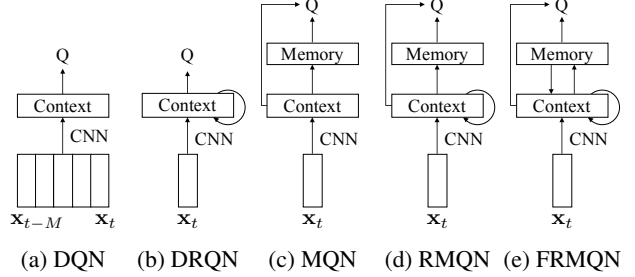 Q Q Q
Q Q
Memory Memory Memory
Context Context Context Context Context
CNN CNN CNN CNN CNN
x_{t−M} x_t x_t x_t x_t x_t
(a) DQN (b) DRQN (c) MQN (d) RMQN (e) FRMQN